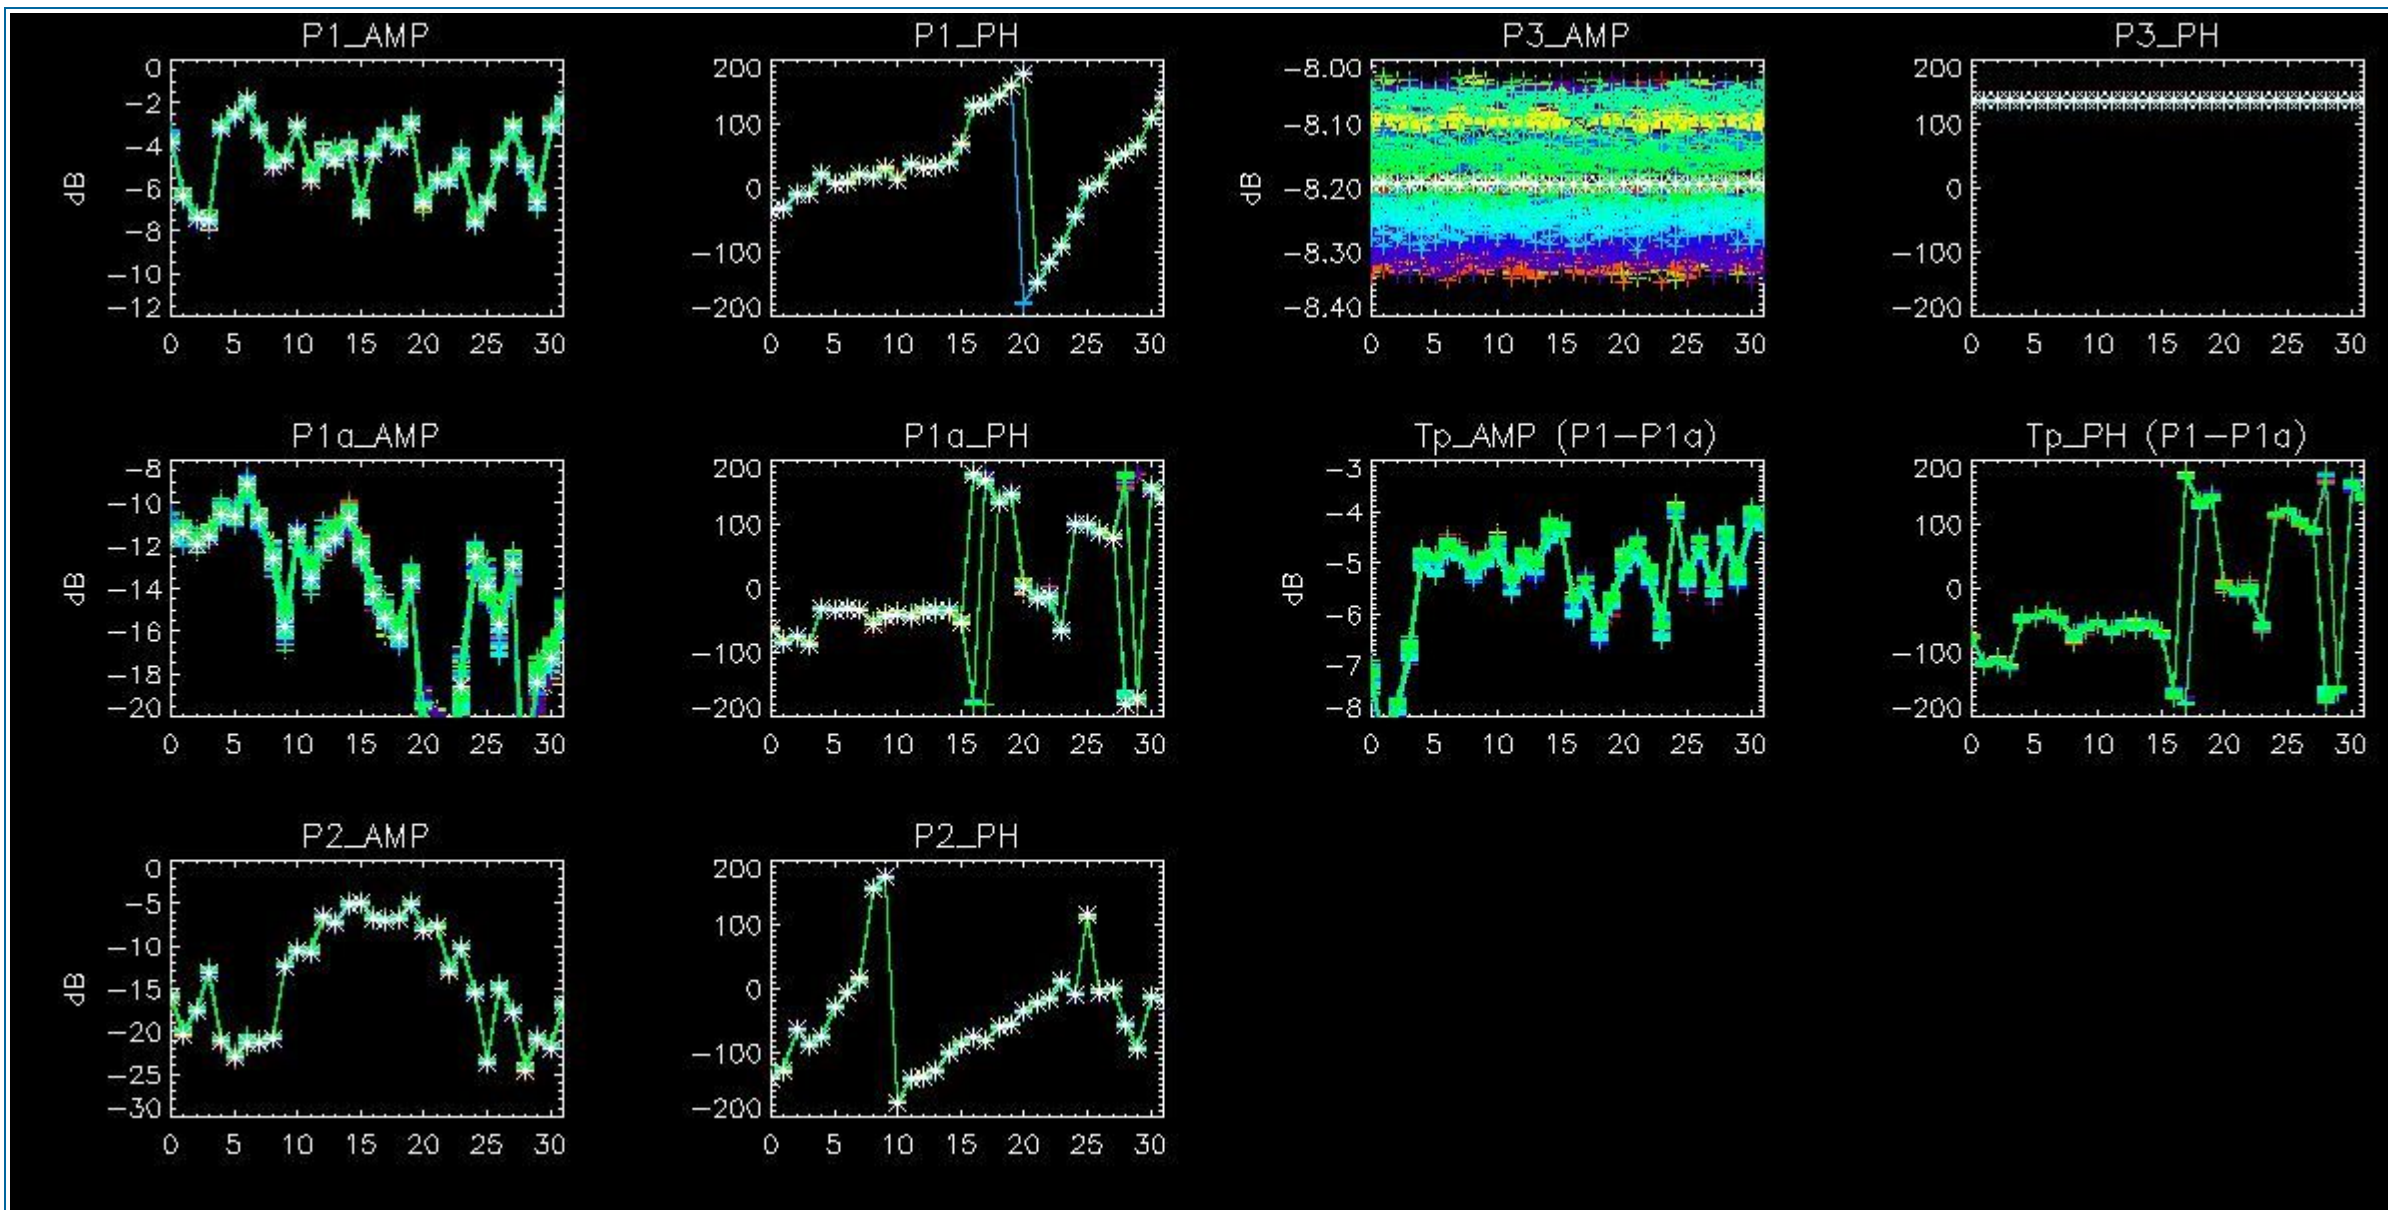 P1_AMP
0
−2
−4
−6
−8
−10
−12
dB
0 5 10 15 20 25 30
P1_PH
200
100
0
−100
−200
0 5 10 15 20 25 30
P3_AMP
−8.00
−8.10
−8.20
−8.30
−8.40
dB
0 5 10 15 20 25 30
P3_PH
200
100
0
−100
−200
0 5 10 15 20 25 30
P1a_AMP
−8
−10
−12
−14
−16
−18
−20
dB
0 5 10 15 20 25 30
P1a_PH
200
100
0
−100
−200
0 5 10 15 20 25 30
Tp_AMP (P1−P1a)
−3
−4
−5
−6
−7
−8
dB
0 5 10 15 20 25 30
Tp_PH (P1−P1a)
200
100
0
−100
−200
0 5 10 15 20 25 30
P2_AMP
0
−5
−10
−15
−20
−25
−30
dB
0 5 10 15 20 25 30
P2_PH
200
100
0
−100
−200
0 5 10 15 20 25 30